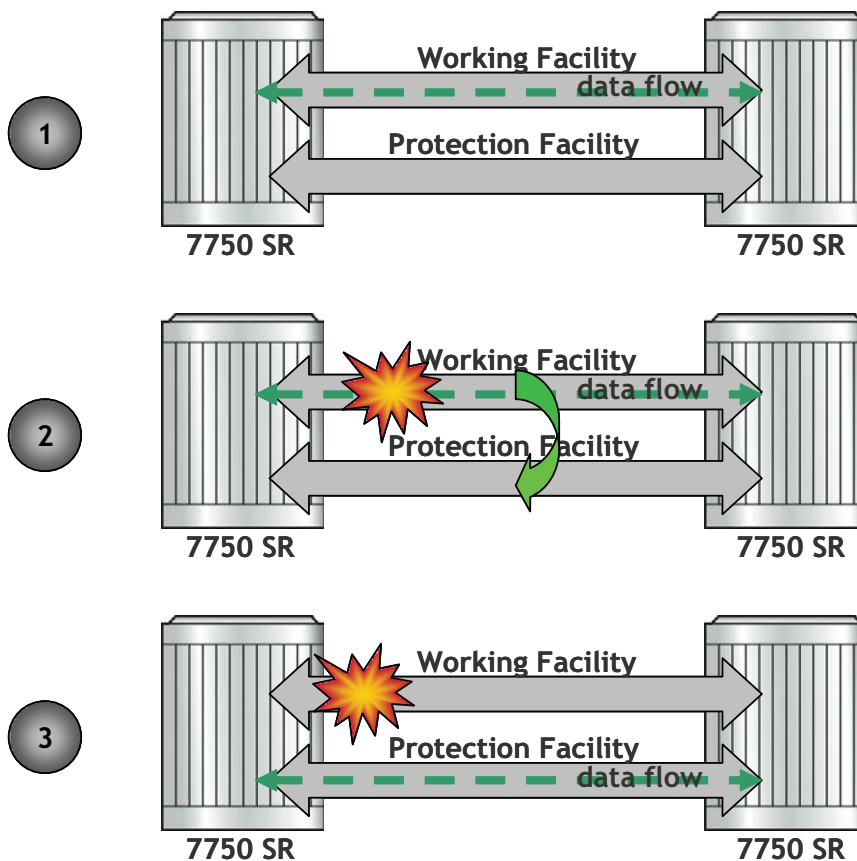 Working Facility
data flow
1
Protection Facility
7750 SR
7750 SR
Working Facility
data flow
2
Protection Facility
7750 SR
7750 SR
Working Facility
3
Protection Facility
data flow
7750 SR
7750 SR